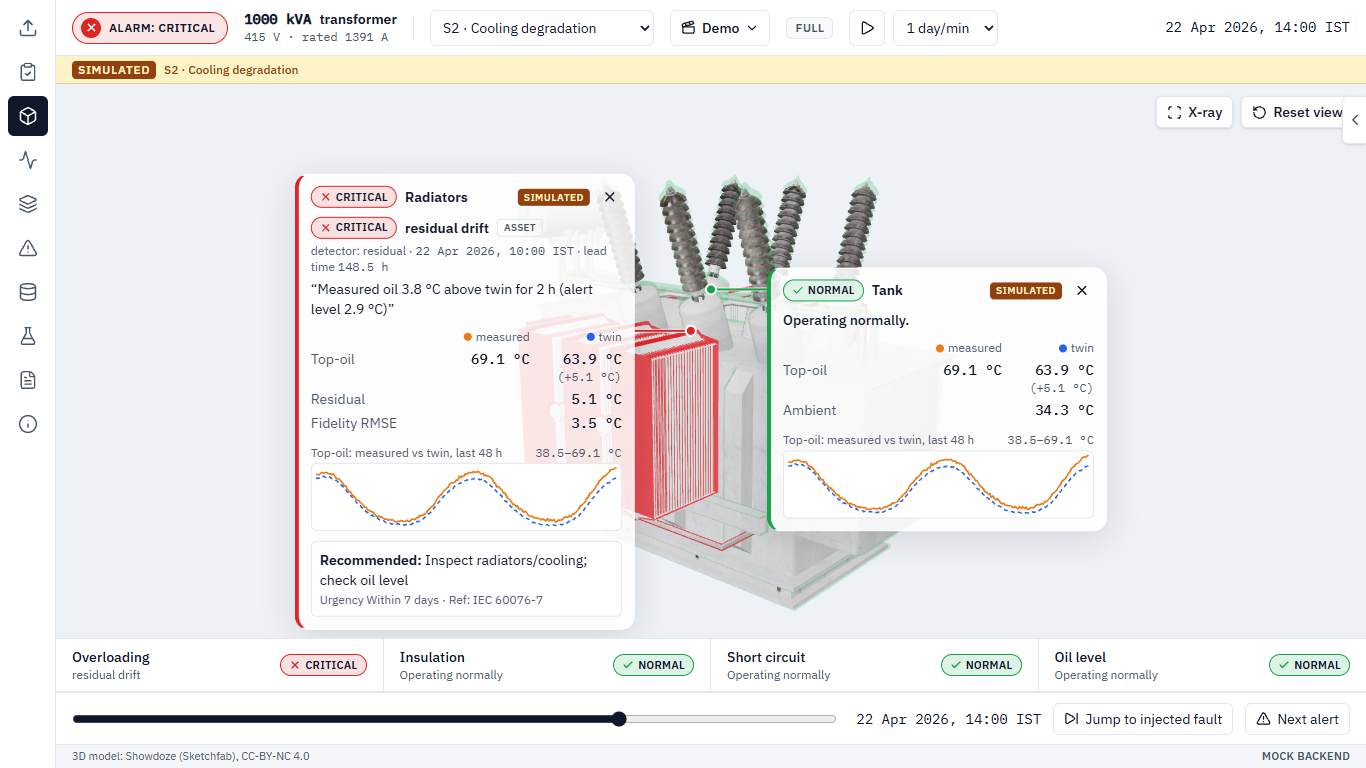 ALARM: CRITICAL
1000 kVA transformer
415 V · rated 1391 A
S2 · Cooling degradation
Demo
FULL
1 day/min
22 Apr 2026, 14:00 IST
SIMULATED S2 · Cooling degradation
X-ray
Reset view
CRITICAL Radiators SIMULATED
CRITICAL residual drift ASSET
detector: residual · 22 Apr 2026, 10:00 IST · lead
time 148.5 h
“Measured oil 3.8 °C above twin for 2 h (alert
level 2.9 °C)”
measured twin
Top-oil 69.1 °C 63.9 °C
(+5.1 °C)
Residual 5.1 °C
Fidelity RMSE 3.5 °C
Top-oil: measured vs twin, last 48 h 38.5–69.1 °C
Recommended: Inspect radiators/cooling;
check oil level
Urgency Within 7 days · Ref: IEC 60076-7
NORMAL Tank SIMULATED
Operating normally.
measured twin
Top-oil 69.1 °C 63.9 °C
(+5.1 °C)
Ambient 34.3 °C
Top-oil: measured vs twin, last 48 h 38.5–69.1 °C
Overloading
residual drift
CRITICAL
Insulation
Operating normally
NORMAL
Short circuit
Operating normally
NORMAL
Oil level
Operating normally
NORMAL
22 Apr 2026, 14:00 IST
Jump to injected fault
Next alert
3D model: Showdoze (Sketchfab), CC-BY-NC 4.0
MOCK BACKEND